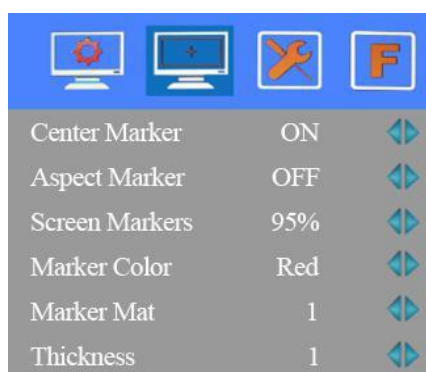 F
Center Marker ON
Aspect Marker OFF
Screen Markers 95%
Marker Color Red
Marker Mat 1
Thickness 1